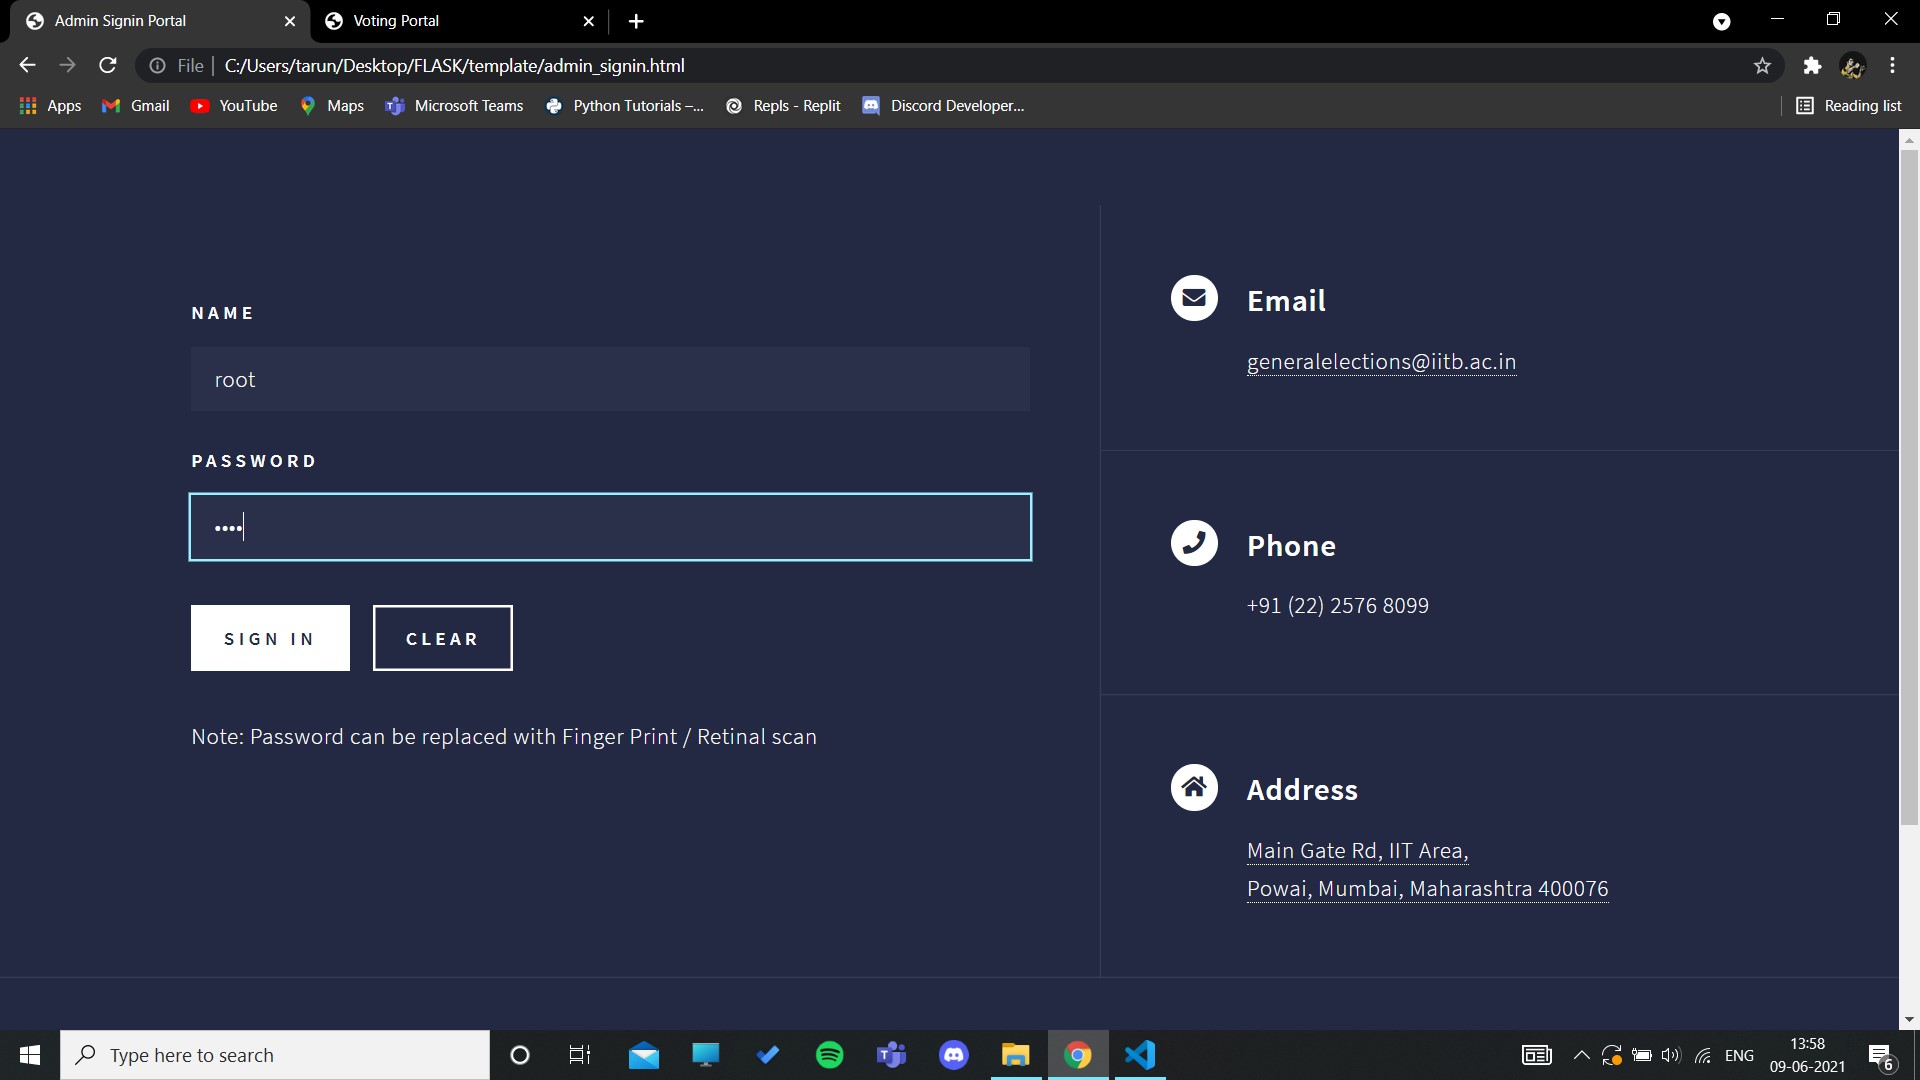 Admin Signin Portal
Voting Portal
File
C:/Users/tarun/Desktop/FLASK/template/admin_signin.html
Apps
Gmail
YouTube
Maps
Microsoft Teams
Python Tutorials –...
Repls - Replit
Discord Developer...
Reading list
NAME
root
PASSWORD
••••
SIGN IN
CLEAR
Note: Password can be replaced with Finger Print / Retinal scan
Email
generalelections@iitb.ac.in
Phone
+91 (22) 2576 8099
Address
Main Gate Rd, IIT Area,
Powai, Mumbai, Maharashtra 400076
Type here to search
ENG
13:58
09-06-2021
6